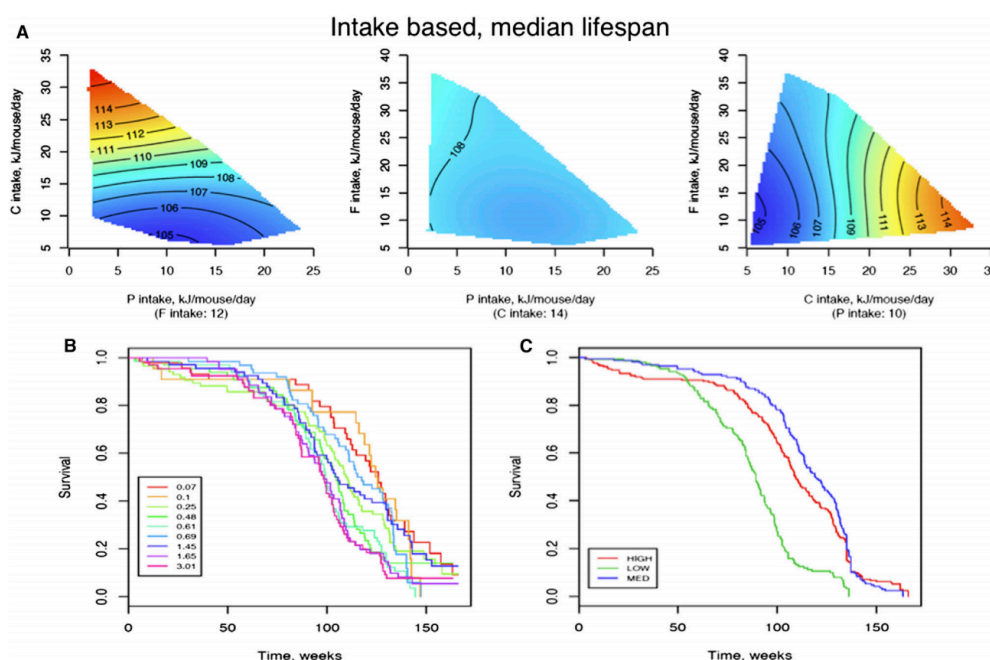 Intake based, median lifespan
A
C intake, kJ/mouse/day
35
30
25
20
15
10
5
114
113
112
111
110
109
108
107
106
105
0 5 10 15 20 25
P intake, kJ/mouse/day
(F intake: 12)
F intake, kJ/mouse/day
40
35
30
25
20
15
10
5
108
0 5 10 15 20 25
P intake, kJ/mouse/day
(C intake: 14)
F intake, kJ/mouse/day
40
35
30
25
20
15
10
5
105
106
107
109
111
113
114
5 10 15 20 25 30
C intake, kJ/mouse/day
(P intake: 10)
B
Survival
1.0
0.8
0.6
0.4
0.2
0.0
0.07
0.1
0.25
0.48
0.61
0.69
1.45
1.65
3.01
0 50 100 150
Time, weeks
C
Survival
1.0
0.8
0.6
0.4
0.2
0.0
HIGH
LOW
MED
0 50 100 150
Time, weeks